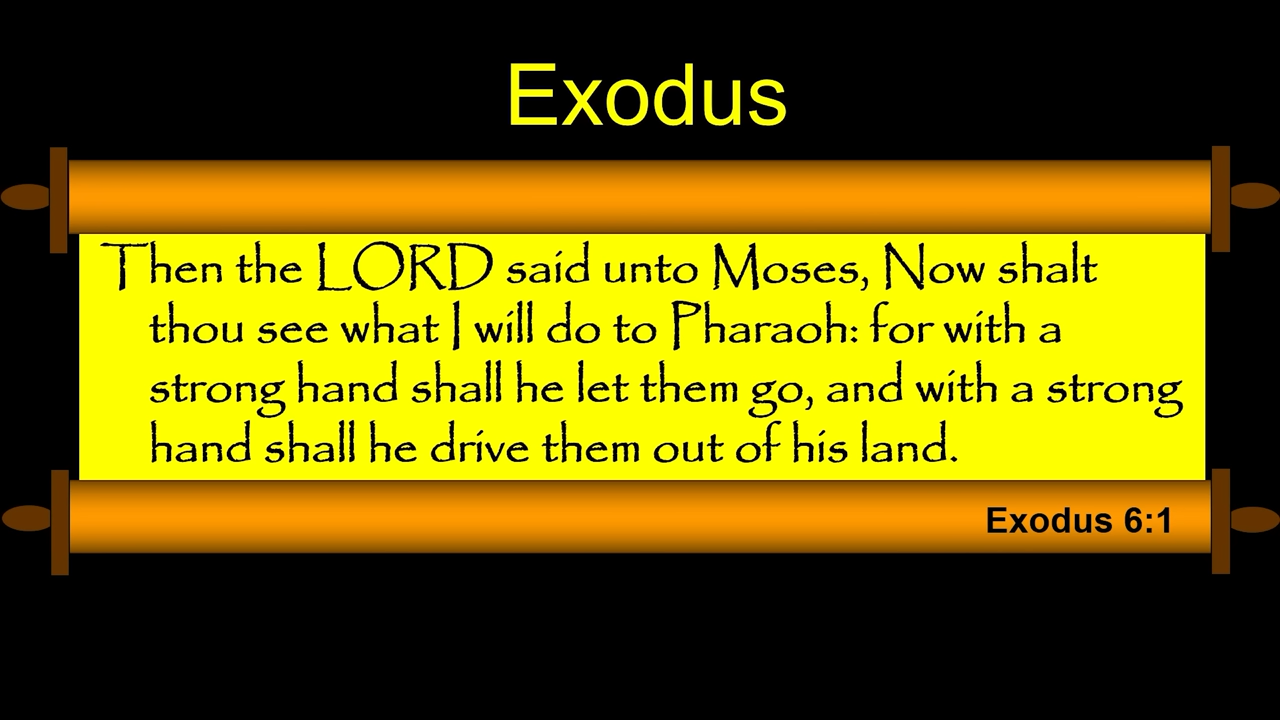 Exodus
Then the LORD said unto Moses, Now shalt
thou see what I will do to Pharaoh: for with a
strong hand shall he let them go, and with a strong
hand shall he drive them out of his land.
Exodus 6:1